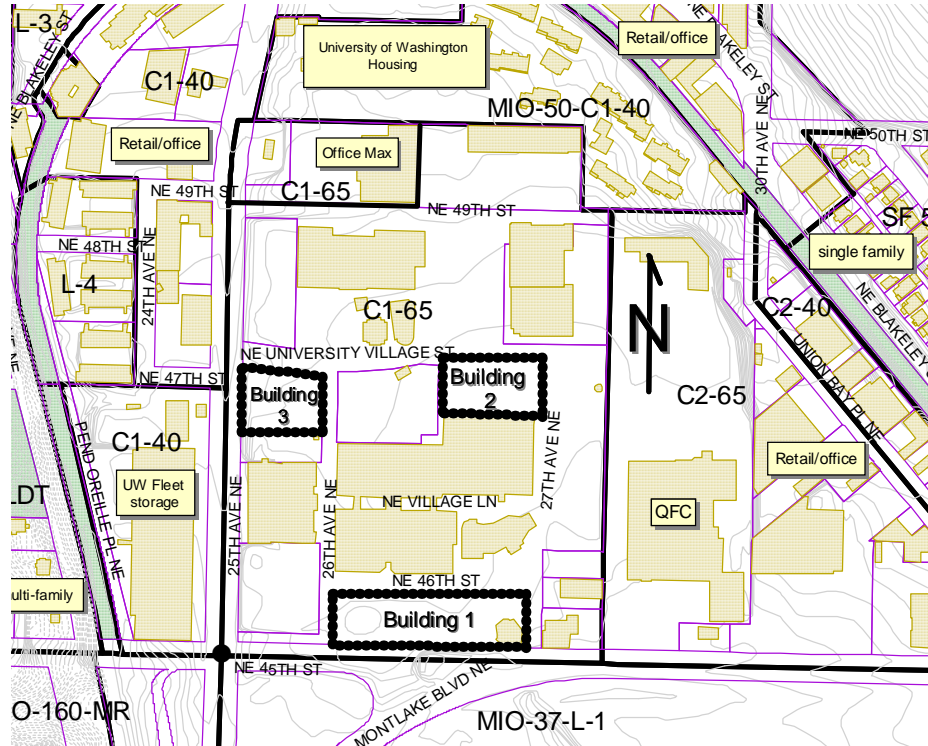 L-3
NE BLAKELEY ST
C1-40
University of Washington
Housing
Retail/office
NE BLAKELEY ST
MIO-50-C1-40
30TH AVE NE
NE 50TH ST
Retail/office
Office Max
NE 49TH ST
C1-65
NE 49TH ST
SF 5
single family
NE 48TH ST
24TH AVE NE
L-4
C1-65
N
C2-40
NE BLAKELEY S
UNION BAY PL NE
NE UNIVERSITY VILLAGE ST
NE 47TH ST
Building
3
Building
2
C2-65
C1-40
PEND OREILLE PL NE
UW Fleet
storage
25TH AVE NE
26TH AVE NE
27TH AVE NE
NE VILLAGE LN
QFC
Retail/office
LDT
NE 46TH ST
ulti-family
Building 1
NE 45TH ST
MONTLAKE BLVD NE
O-160-MR
MIO-37-L-1